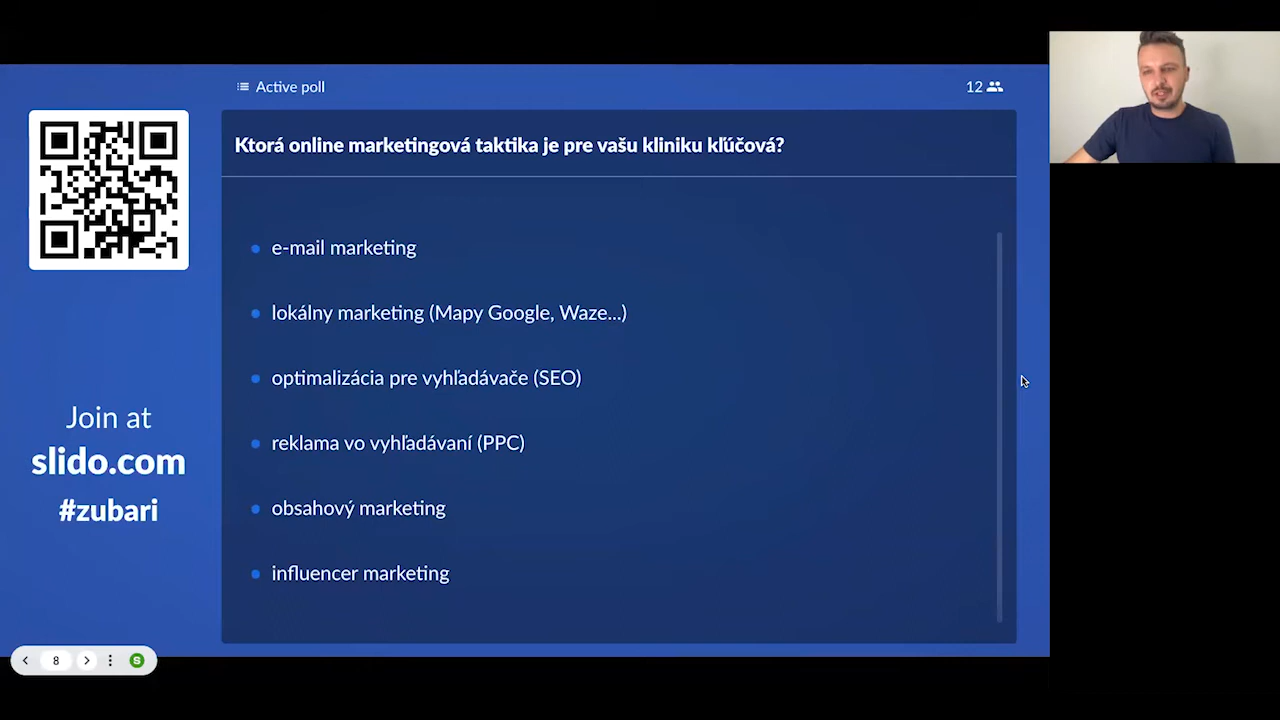 Active poll
12
Ktorá online marketingová taktika je pre vašu kliniku kľúčová?
e-mail marketing
lokálny marketing (Mapy Google, Waze...)
optimalizácia pre vyhľadávače (SEO)
reklama vo vyhľadávaní (PPC)
obsahový marketing
influencer marketing
Join at
slido.com
#zubari
8
S